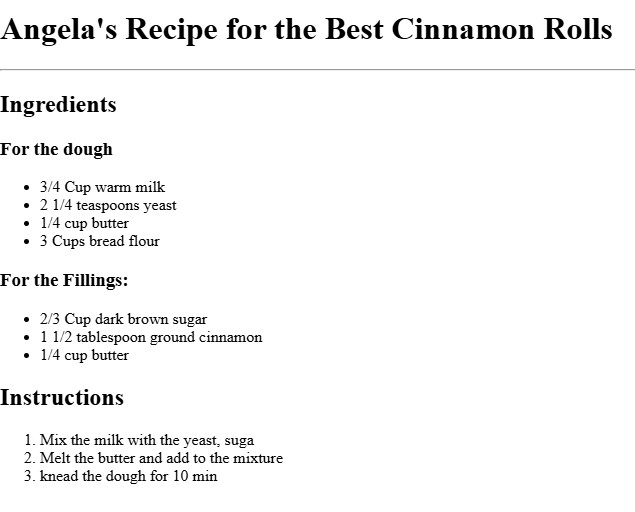 Angela's Recipe for the Best Cinnamon Rolls
Ingredients
For the dough
• 3/4 Cup warm milk
• 2 1/4 teaspoons yeast
• 1/4 cup butter
• 3 Cups bread flour
For the Fillings:
• 2/3 Cup dark brown sugar
• 1 1/2 tablespoon ground cinnamon
• 1/4 cup butter
Instructions
1. Mix the milk with the yeast, suga
2. Melt the butter and add to the mixture
3. knead the dough for 10 min